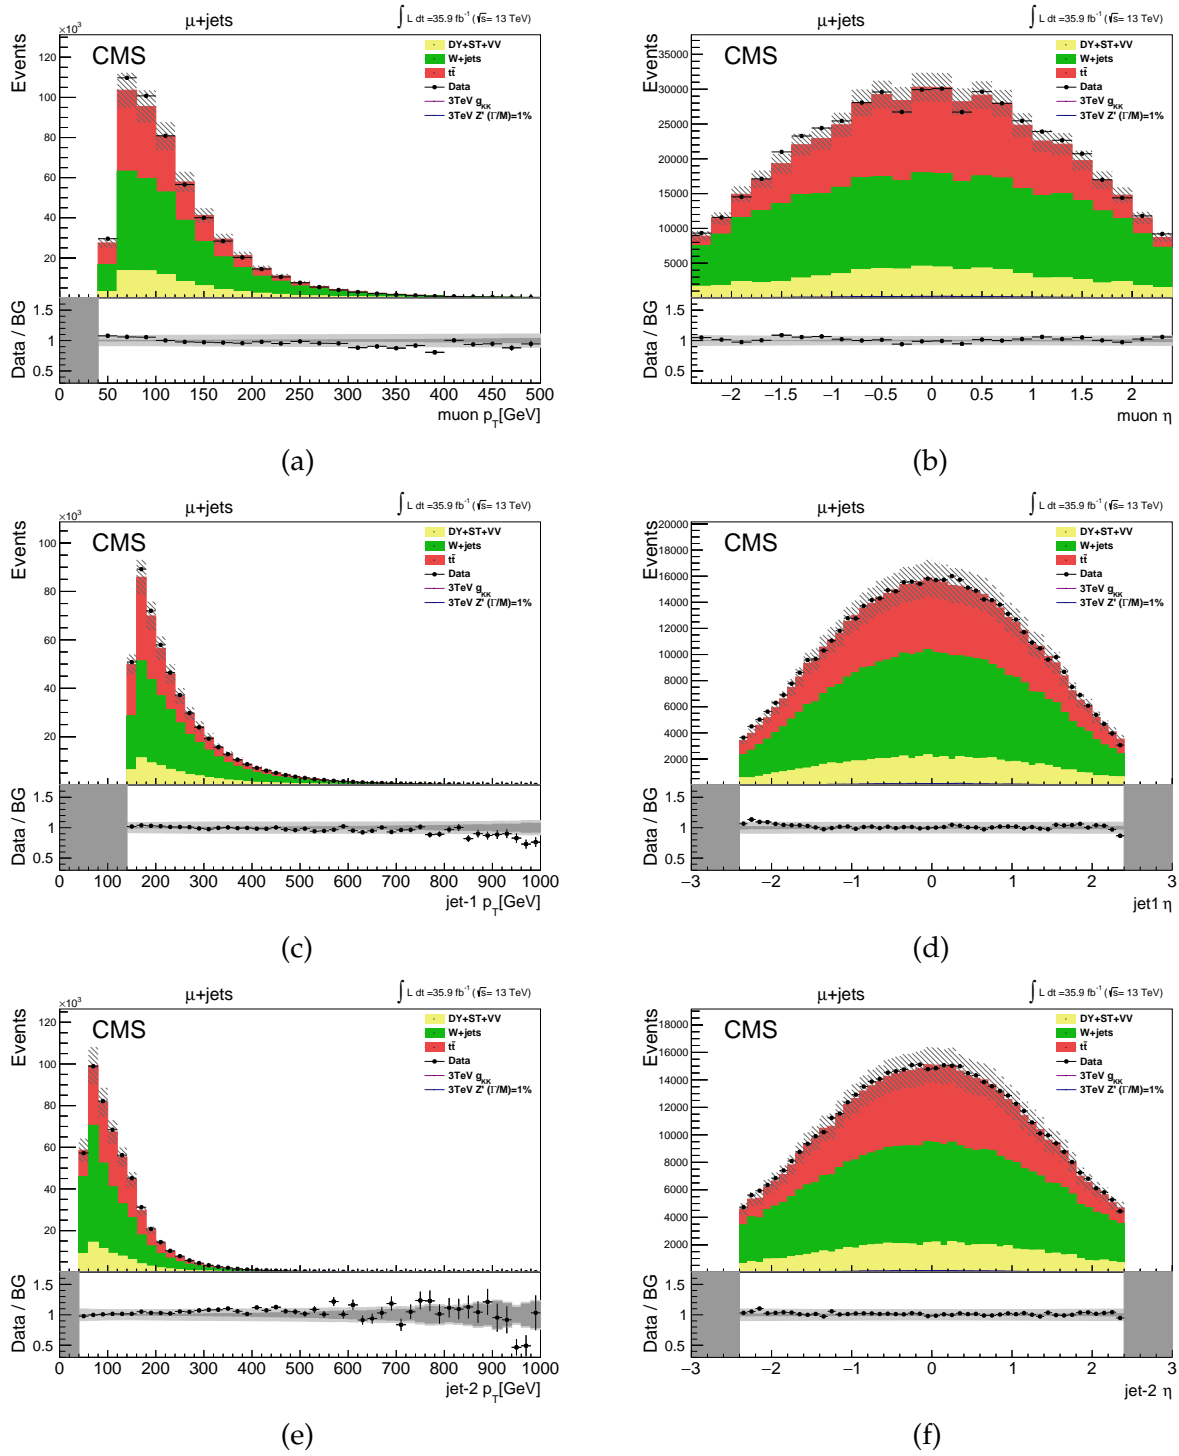 μ+jets ∫ L dt =35.9 fb⁻¹ (√s= 13 TeV)
×10³
Events
CMS
DY+ST+VV
W+jets
tt̄
Data
3TeV g_KK
3TeV Z' (Γ/M)=1%
120
100
80
60
40
20
Data / BG
1.5
1
0.5
0 50 100 150 200 250 300 350 400 450 500
muon p_T[GeV]
(a)
μ+jets ∫ L dt =35.9 fb⁻¹ (√s= 13 TeV)
Events
CMS
DY+ST+VV
W+jets
tt̄
Data
3TeV g_KK
3TeV Z' (Γ/M)=1%
35000
30000
25000
20000
15000
10000
5000
Data / BG
1.5
1
0.5
−2 −1.5 −1 −0.5 0 0.5 1 1.5 2
muon η
(b)
μ+jets ∫ L dt =35.9 fb⁻¹ (√s= 13 TeV)
×10³
Events
CMS
DY+ST+VV
W+jets
tt̄
Data
3TeV g_KK
3TeV Z' (Γ/M)=1%
100
80
60
40
20
Data / BG
1.5
1
0.5
0 100 200 300 400 500 600 700 800 900 1000
jet-1 p_T[GeV]
(c)
μ+jets ∫ L dt =35.9 fb⁻¹ (√s= 13 TeV)
Events
CMS
DY+ST+VV
W+jets
tt̄
Data
3TeV g_KK
3TeV Z' (Γ/M)=1%
20000
18000
16000
14000
12000
10000
8000
6000
4000
2000
Data / BG
1.5
1
0.5
−3 −2 −1 0 1 2 3
jet1 η
(d)
μ+jets ∫ L dt =35.9 fb⁻¹ (√s= 13 TeV)
×10³
Events
CMS
DY+ST+VV
W+jets
tt̄
Data
3TeV g_KK
3TeV Z' (Γ/M)=1%
120
100
80
60
40
20
Data / BG
1.5
1
0.5
0 100 200 300 400 500 600 700 800 900 1000
jet-2 p_T[GeV]
(e)
μ+jets ∫ L dt =35.9 fb⁻¹ (√s= 13 TeV)
Events
CMS
DY+ST+VV
W+jets
tt̄
Data
3TeV g_KK
3TeV Z' (Γ/M)=1%
18000
16000
14000
12000
10000
8000
6000
4000
2000
Data / BG
1.5
1
0.5
−3 −2 −1 0 1 2 3
jet-2 η
(f)